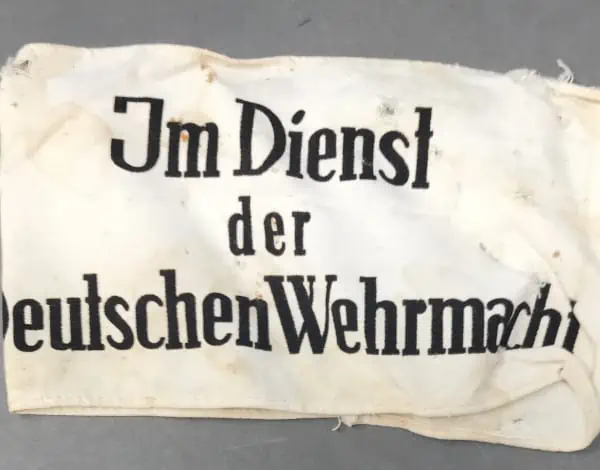 Im Dienst
der
Deutschen Wehrmacht